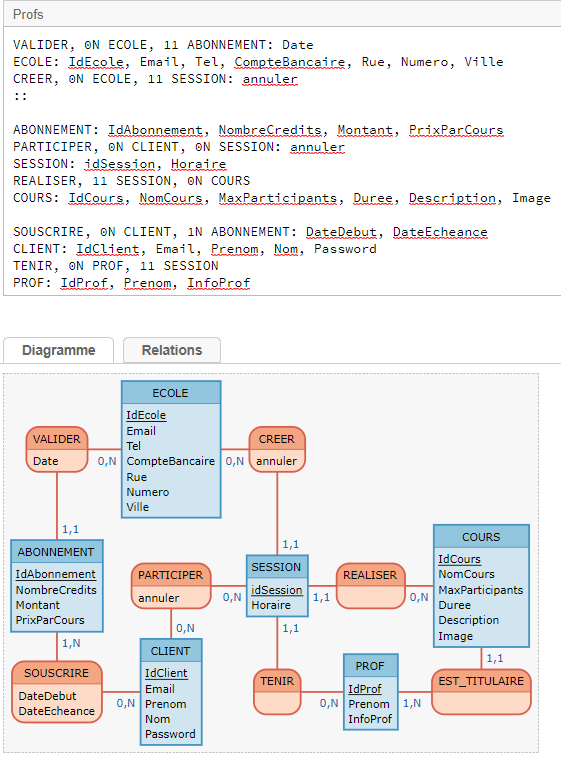 Profs
VALIDER, 0N ECOLE, 11 ABONNEMENT: Date
ECOLE: IdEcole, Email, Tel, CompteBancaire, Rue, Numero, Ville
CREER, 0N ECOLE, 11 SESSION: annuler
::
ABONNEMENT: IdAbonnement, NombreCredits, Montant, PrixParCours
PARTICIPER, 0N CLIENT, 0N SESSION: annuler
SESSION: idSession, Horaire
REALISER, 11 SESSION, 0N COURS
COURS: IdCours, NomCours, MaxParticipants, Duree, Description, Image
SOUSCRIRE, 0N CLIENT, 1N ABONNEMENT: DateDebut, DateEcheance
CLIENT: IdClient, Email, Prenom, Nom, Password
TENIR, 0N PROF, 11 SESSION
PROF: IdProf, Prenom, InfoProf
Diagramme
Relations
VALIDER
Date
0,N
ECOLE
IdEcole
Email
Tel
CompteBancaire
Rue
Numero
Ville
0,N
CREER
annuler
1,1
1,1
ABONNEMENT
IdAbonnement
NombreCredits
Montant
PrixParCours
1,N
PARTICIPER
annuler
0,N
0,N
SESSION
idSession
Horaire
1,1
1,1
REALISER
0,N
COURS
IdCours
NomCours
MaxParticipants
Duree
Description
Image
1,1
SOUSCRIRE
DateDebut
DateEcheance
0,N
CLIENT
IdClient
Email
Prenom
Nom
Password
TENIR
0,N
PROF
IdProf
Prenom
InfoProf
1,N
EST_TITULAIRE